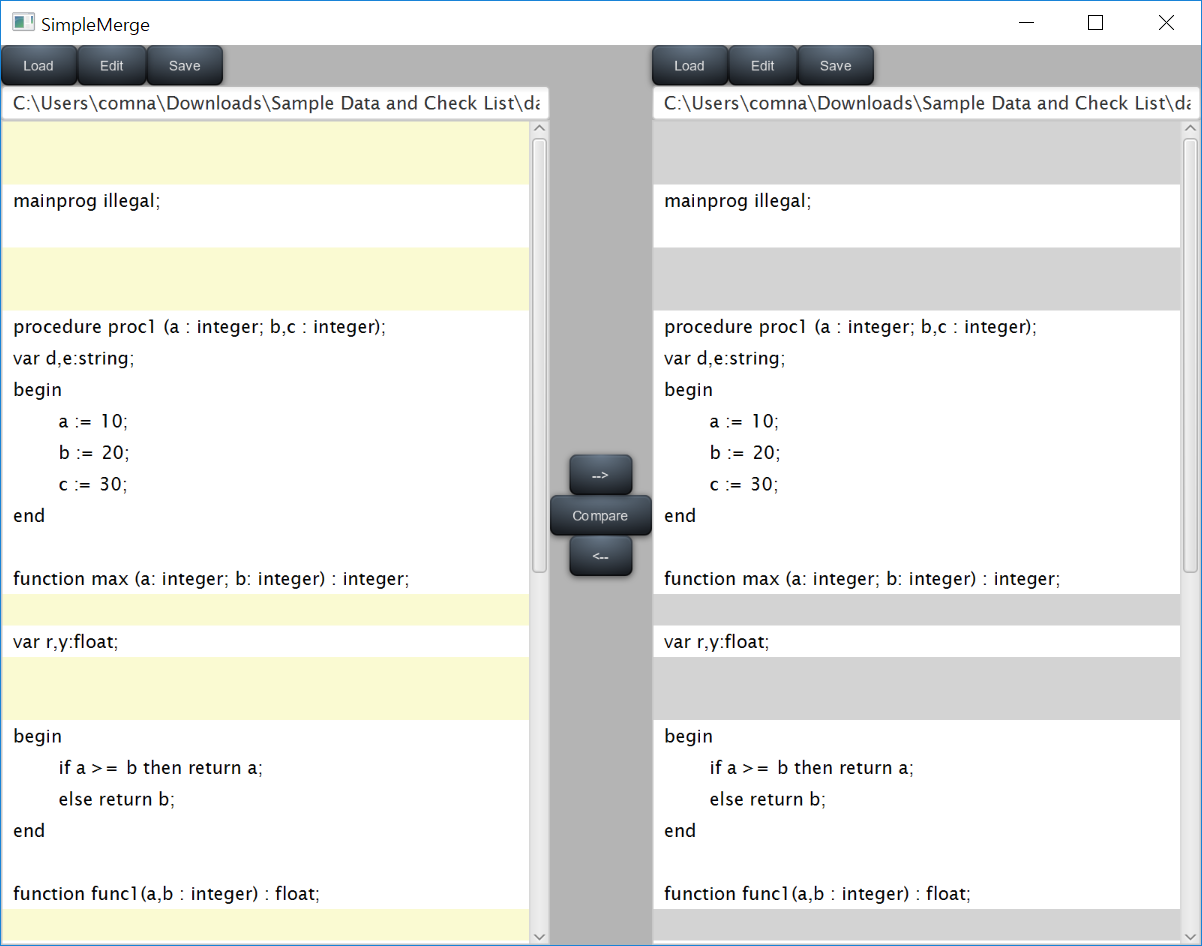 SimpleMerge
Load Edit Save
C:\Users\comna\Downloads\Sample Data and Check List\da
mainprog illegal;
procedure proc1 (a : integer; b,c : integer);
var d,e:string;
begin
a := 10;
b := 20;
c := 30;
end
function max (a: integer; b: integer) : integer;
var r,y:float;
begin
if a >= b then return a;
else return b;
end
function func1(a,b : integer) : float;
-->
Compare
<--
Load Edit Save
C:\Users\comna\Downloads\Sample Data and Check List\da
mainprog illegal;
procedure proc1 (a : integer; b,c : integer);
var d,e:string;
begin
a := 10;
b := 20;
c := 30;
end
function max (a: integer; b: integer) : integer;
var r,y:float;
begin
if a >= b then return a;
else return b;
end
function func1(a,b : integer) : float;